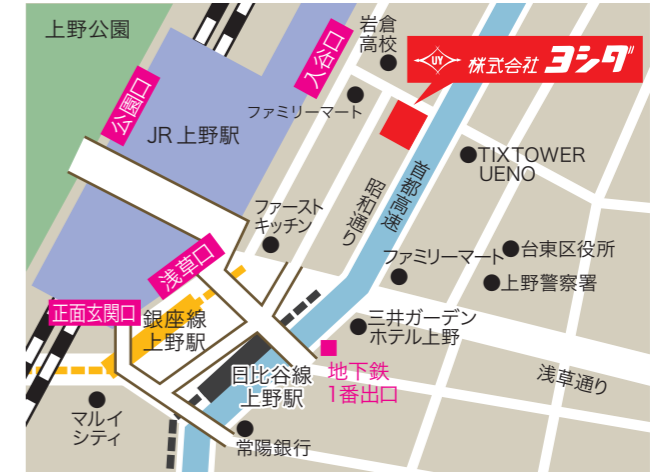 上野公園
岩倉
高校
UY 株式会社 ヨシダ
入谷口
公園口
ファミリーマート
JR上野駅
TIXTOWER
UENO
首都高速
昭和通り
ファースト
キッチン
ファミリーマート
台東区役所
上野警察署
浅草口
正面玄関口
銀座線
上野駅
三井ガーデン
ホテル上野
日比谷線
上野駅
地下鉄
1番出口
浅草通り
マルイ
シティ
常陽銀行